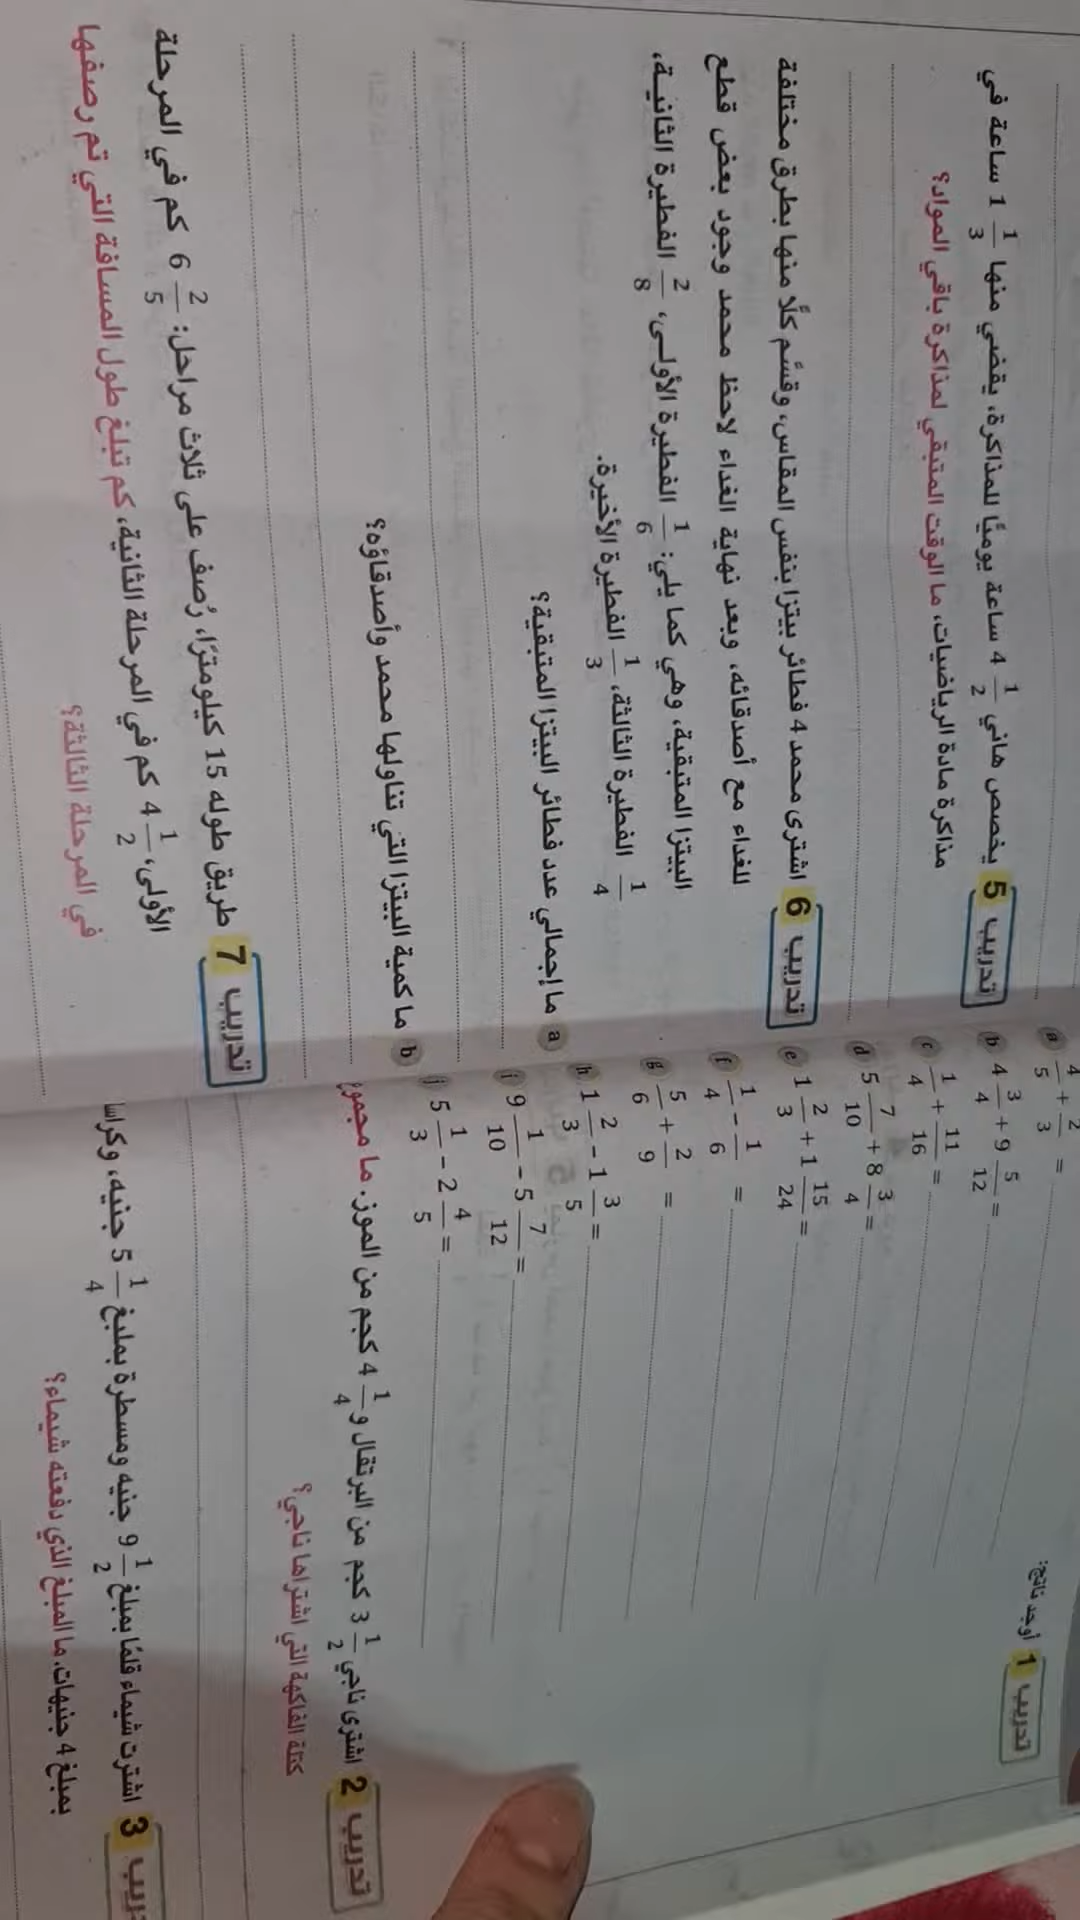 تدريب 1 أوجد ناتج:
a 4/5 + 2/3 =
b 4 3/4 + 9 5/12 =
c 1/4 + 11/16 =
d 5 7/10 + 8 3/4 =
e 1 2/3 + 1 15/24 =
f 1/4 - 1/6 =
g 5/6 + 2/9 =
h 1 2/3 - 1 3/5 =
i 9 1/10 - 5 7/12 =
j 5 1/3 - 2 4/5 =
تدريب 2 اشترى ناجي 3 1/2 كجم من البرتقال و 4 1/4 كجم من الموز. ما مجموع
كتلة الفاكهة التي اشتراها ناجي؟
تدريب 3 اشترت شيماء قلمًا بمبلغ 9 1/2 جنيه ومسطرة بمبلغ 5 1/4 جنيه، وكراسا
بمبلغ 4 جنيهات. ما المبلغ الذي دفعته شيماء؟
تدريب 5 يخصص هاني 4 1/2 ساعة يوميًا للمذاكرة، يقضي منها 1 1/3 ساعة في
مذاكرة مادة الرياضيات، ما الوقت المتبقي لمذاكرة باقي المواد؟
تدريب 6 اشترى محمد 4 فطائر بيتزا بنفس المقاس، وقسَّم كلًّا منها بطرق مختلفة
للغداء مع أصدقائه، وبعد نهاية الغداء لاحظ محمد وجود بعض قطع
البيتزا المتبقية، وهي كما يلي: 1/6 الفطيرة الأولى، 2/8 الفطيرة الثانية،
1/4 الفطيرة الثالثة، 1/3 الفطيرة الأخيرة.
a ما إجمالي عدد فطائر البيتزا المتبقية؟
b ما كمية البيتزا التي تناولها محمد وأصدقاؤه؟
تدريب 7 طريق طوله 15 كيلومترًا، رُصف على ثلاث مراحل: 6 2/5 كم في المرحلة
الأولى، 4 1/2 كم في المرحلة الثانية، كم تبلغ طول المسافة التي تم رصفها
في المرحلة الثالثة؟